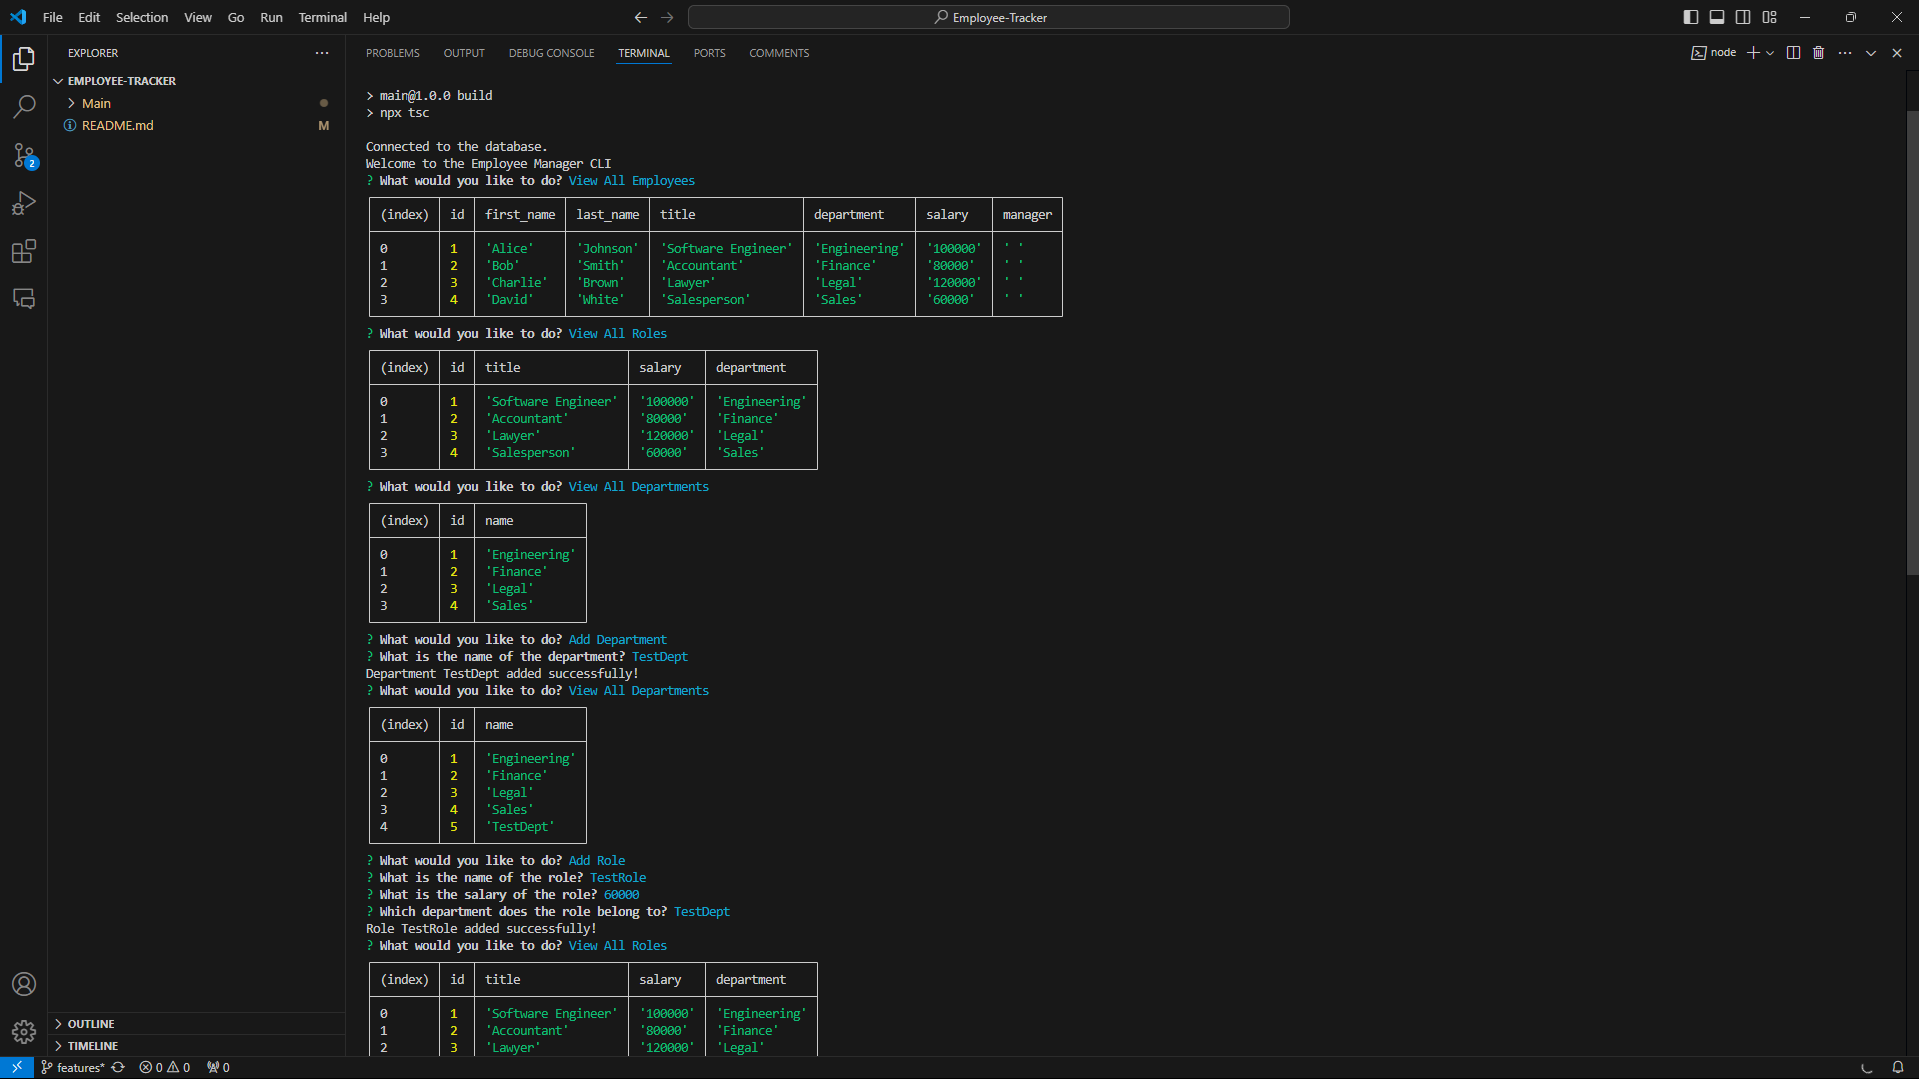 File Edit Selection View Go Run Terminal Help
Employee-Tracker
EXPLORER
EMPLOYEE-TRACKER
Main
README.md M
2
PROBLEMS OUTPUT DEBUG CONSOLE TERMINAL PORTS COMMENTS
node
> main@1.0.0 build
> npx tsc
Connected to the database.
Welcome to the Employee Manager CLI
? What would you like to do? View All Employees
(index) id first_name last_name title department salary manager
0 1 'Alice' 'Johnson' 'Software Engineer' 'Engineering' '100000' ' '
1 2 'Bob' 'Smith' 'Accountant' 'Finance' '80000' ' '
2 3 'Charlie' 'Brown' 'Lawyer' 'Legal' '120000' ' '
3 4 'David' 'White' 'Salesperson' 'Sales' '60000' ' '
? What would you like to do? View All Roles
(index) id title salary department
0 1 'Software Engineer' '100000' 'Engineering'
1 2 'Accountant' '80000' 'Finance'
2 3 'Lawyer' '120000' 'Legal'
3 4 'Salesperson' '60000' 'Sales'
? What would you like to do? View All Departments
(index) id name
0 1 'Engineering'
1 2 'Finance'
2 3 'Legal'
3 4 'Sales'
? What would you like to do? Add Department
? What is the name of the department? TestDept
Department TestDept added successfully!
? What would you like to do? View All Departments
(index) id name
0 1 'Engineering'
1 2 'Finance'
2 3 'Legal'
3 4 'Sales'
4 5 'TestDept'
? What would you like to do? Add Role
? What is the name of the role? TestRole
? What is the salary of the role? 60000
? Which department does the role belong to? TestDept
Role TestRole added successfully!
? What would you like to do? View All Roles
(index) id title salary department
0 1 'Software Engineer' '100000' 'Engineering'
1 2 'Accountant' '80000' 'Finance'
2 3 'Lawyer' '120000' 'Legal'
OUTLINE
TIMELINE
features* 0 0 0